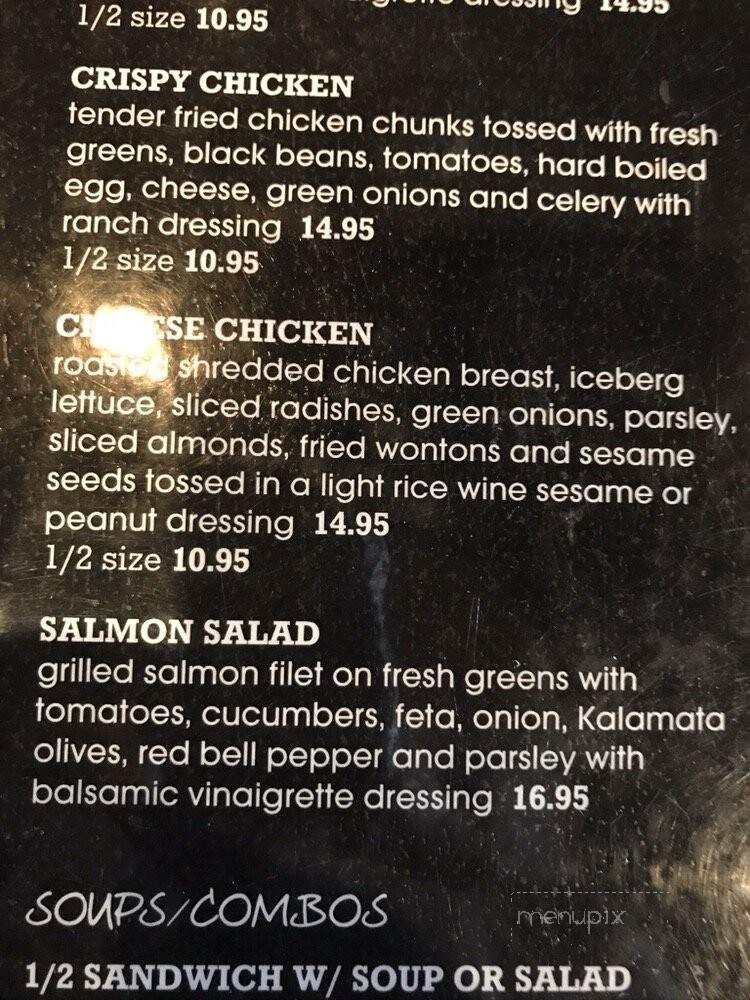 dressing 14.95
1/2 size 10.95
CRISPY CHICKEN
tender fried chicken chunks tossed with fresh
greens, black beans, tomatoes, hard boiled
egg, cheese, green onions and celery with
ranch dressing 14.95
1/2 size 10.95
CHICKEN
shredded chicken breast, iceberg
lettuce, sliced radishes, green onions, parsley,
sliced almonds, fried wontons and sesame
seeds tossed in a light rice wine sesame or
peanut dressing 14.95
1/2 size 10.95
SALMON SALAD
grilled salmon filet on fresh greens with
tomatoes, cucumbers, feta, onion, Kalamata
olives, red bell pepper and parsley with
balsamic vinaigrette dressing 16.95
SOUPS/COMBOS
menupix
1/2 SANDWICH W/ SOUP OR SALAD